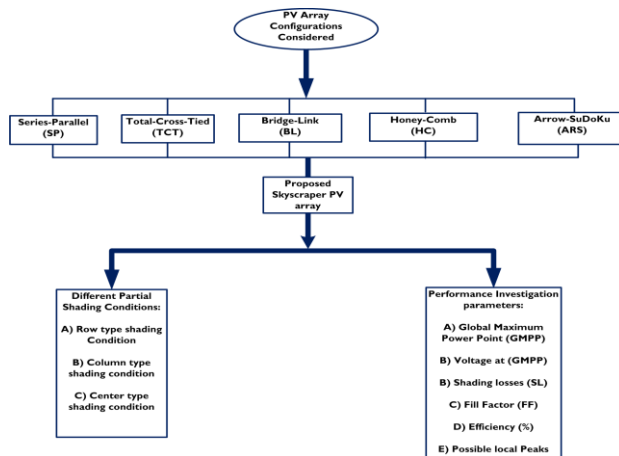 PV Array
Configurations
Considered
Series-Parallel
(SP)
Total-Cross-Tied
(TCT)
Bridge-Link
(BL)
Honey-Comb
(HC)
Arrow-SuDoKu
(ARS)
Proposed
Skyscraper PV
array
Different Partial
Shading Conditions:
A) Row type shading
Condition
B) Column type
shading condition
C) Center type
shading condition
Performance Investigation
parameters:
A) Global Maximum
Power Point (GMPP)
B) Voltage at (GMPP)
B) Shading losses (SL)
C) Fill Factor (FF)
D) Efficiency (%)
E) Possible local Peaks